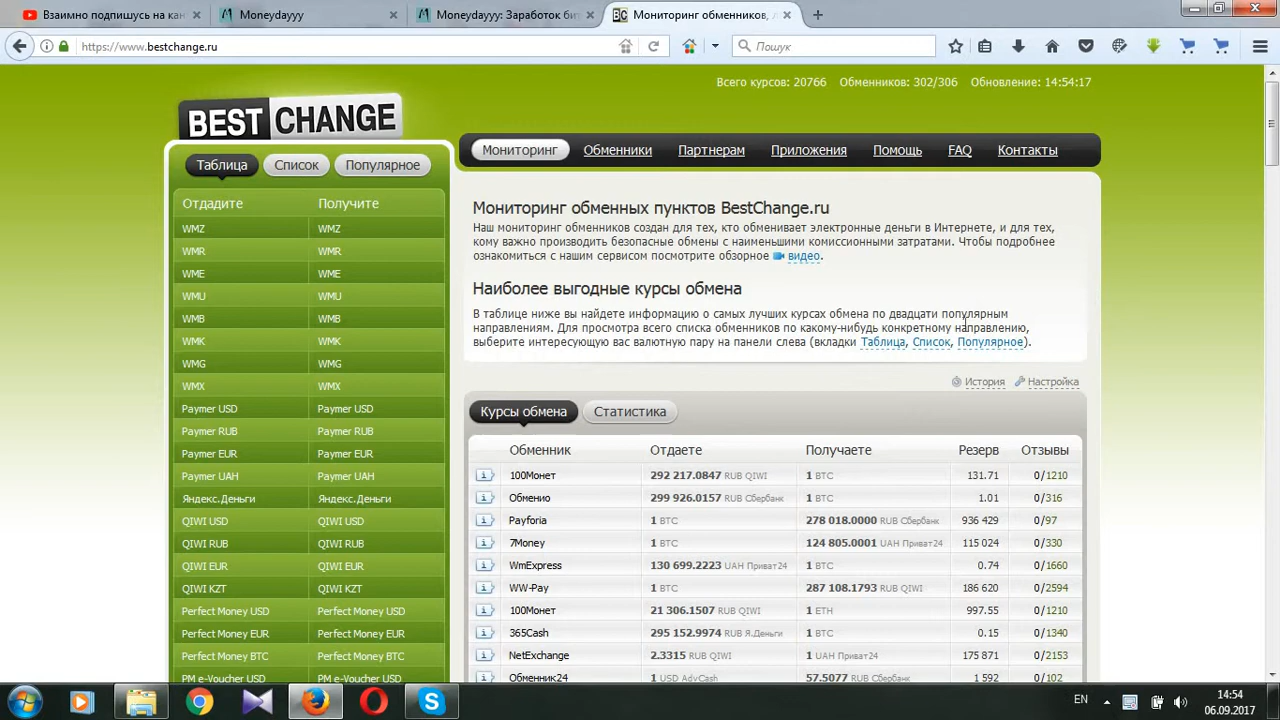 Взаимно подпишусь на кан
Moneydayyy
Moneydayyy: Заработок бит
BC
Мониторинг обменников, л
https://www.bestchange.ru
Пошук
Всего курсов: 20766 Обменников: 302/306 Обновление: 14:54:17
BEST CHANGE
Мониторинг Обменники Партнерам Приложения Помощь FAQ Контакты
Таблица Список Популярное
Отдадите Получите
WMZ WMZ
WMR WMR
WME WME
WMU WMU
WMB WMB
WMK WMK
WMG WMG
WMX WMX
Paymer USD Paymer USD
Paymer RUB Paymer RUB
Paymer EUR Paymer EUR
Paymer UAH Paymer UAH
Яндекс.Деньги Яндекс.Деньги
QIWI USD QIWI USD
QIWI RUB QIWI RUB
QIWI EUR QIWI EUR
QIWI KZT QIWI KZT
Perfect Money USD Perfect Money USD
Perfect Money EUR Perfect Money EUR
Perfect Money BTC Perfect Money BTC
PM e-Voucher USD PM e-Voucher USD
Мониторинг обменных пунктов BestChange.ru
Наш мониторинг обменников создан для тех, кто обменивает электронные деньги в Интернете, и для тех,
кому важно производить безопасные обмены с наименьшими комиссионными затратами. Чтобы подробнее
ознакомиться с нашим сервисом посмотрите обзорное видео.
Наиболее выгодные курсы обмена
В таблице ниже вы найдете информацию о самых лучших курсах обмена по двадцати популярным
направлениям. Для просмотра всего списка обменников по какому-нибудь конкретному направлению,
выберите интересующую вас валютную пару на панели слева (вкладки Таблица, Список, Популярное).
История Настройка
Курсы обмена Статистика
Обменник Отдаете Получаете Резерв Отзывы
100Монет 292 217.0847 RUB QIWI 1 BTC 131.71 0/1210
Обменио 299 926.0157 RUB Сбербанк 1 BTC 1.01 0/316
Payforia 1 BTC 278 018.0000 RUB Сбербанк 936 429 0/97
7Money 1 BTC 124 805.0001 UAH Приват24 115 024 0/330
WmExpress 130 699.2223 UAH Приват24 1 BTC 0.74 0/1660
WW-Pay 1 BTC 287 108.1793 RUB QIWI 186 620 0/2594
100Монет 21 306.1507 RUB QIWI 1 ETH 997.55 0/1210
365Cash 295 152.9974 RUB Я.Деньги 1 BTC 0.15 0/1340
NetExchange 2.3315 RUB QIWI 1 UAH Приват24 175 871 0/2153
Обменник24 1 USD AdvCash 57.5077 RUB Сбербанк 1 592 0/102
EN
14:54
06.09.2017